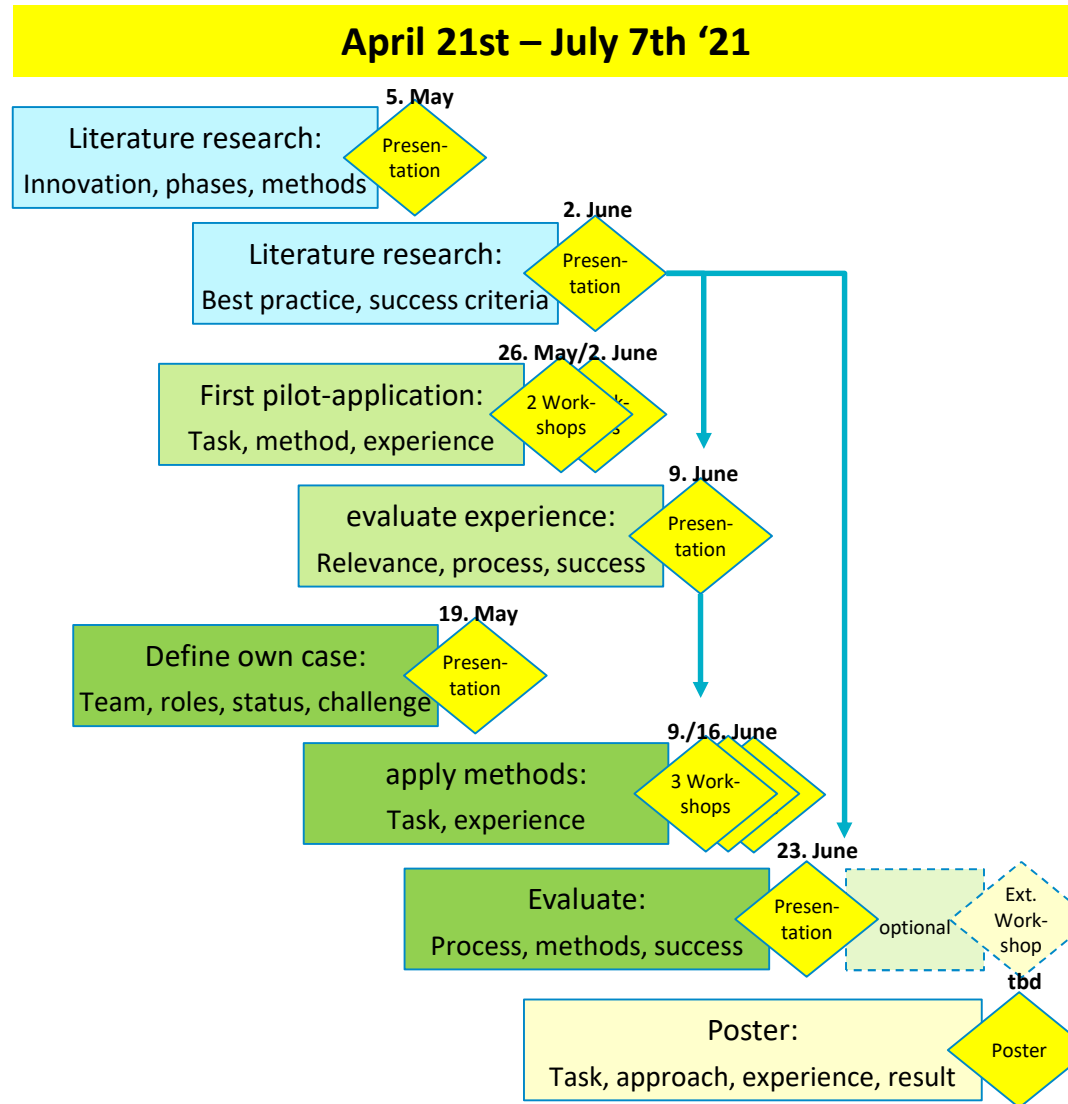 April 21st – July 7th ‘21
5. May
Literature research:
Innovation, phases, methods
Presen-
tation
2. June
Literature research:
Best practice, success criteria
Presen-
tation
26. May/2. June
First pilot-application:
Task, method, experience
2 Work-
shops
k-
s
9. June
evaluate experience:
Relevance, process, success
Presen-
tation
19. May
Define own case:
Team, roles, status, challenge
Presen-
tation
9./16. June
apply methods:
Task, experience
3 Work-
shops
23. June
Evaluate:
Process, methods, success
Presen-
tation
optional
Ext.
Work-
shop
tbd
Poster:
Task, approach, experience, result
Poster